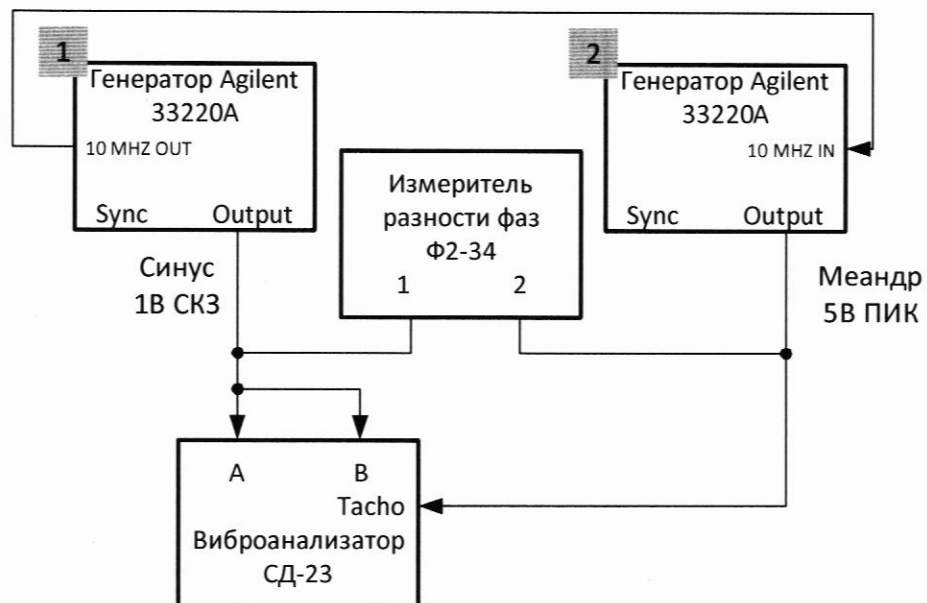 1
Генератор Agilent
33220A
10 MHZ OUT
Sync Output
2
Генератор Agilent
33220A
10 MHZ IN
Sync Output
Измеритель
разности фаз
Ф2-34
1 2
Синус
1В СКЗ
Меандр
5В ПИК
A B
Tacho
Виброанализатор
СД-23